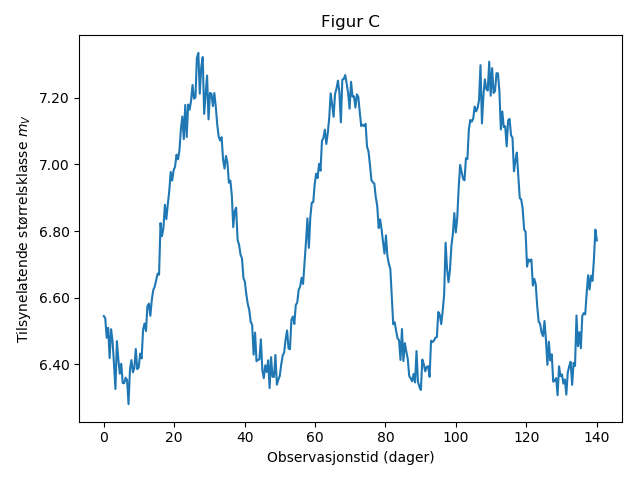 Figur C
Tilsynelatende størrelsklasse m_V
7.20
7.00
6.80
6.60
6.40
0 20 40 60 80 100 120 140
Observasjonstid (dager)